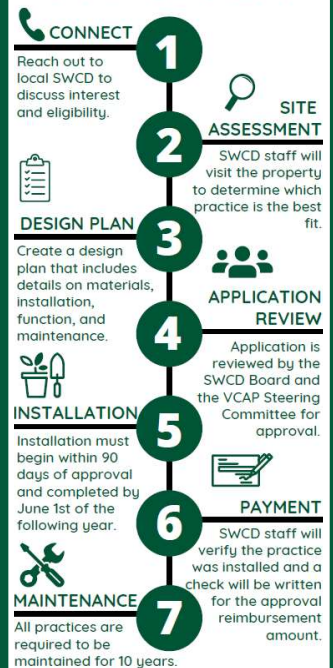 CONNECT
1
Reach out to
local SWCD to
discuss interest
and eligibility.
SITE
ASSESSMENT
2
SWCD staff will
visit the property
to determine which
practice is the best
fit.
DESIGN PLAN
3
Create a design
plan that includes
details on materials,
installation,
function, and
maintenance.
APPLICATION
REVIEW
4
Application is
reviewed by the
SWCD Board and
the VCAP Steering
Committee for
approval.
INSTALLATION
5
Installation must
begin within 90
days of approval
and completed by
June 1st of the
following year.
PAYMENT
6
SWCD staff will
verify the practice
was installed and a
check will be written
for the approval
reimbursement
amount.
MAINTENANCE
7
All practices are
required to be
maintained for 10 years.